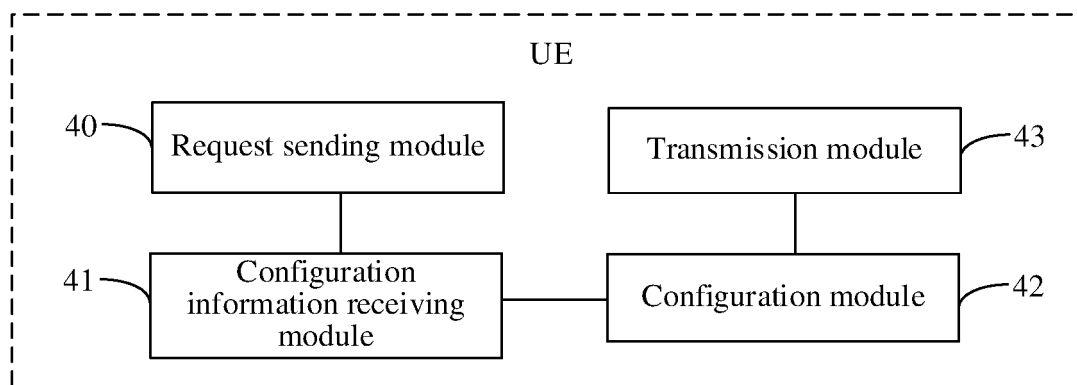 UE
40
Request sending module
Transmission module
43
41
Configuration
information receiving
module
Configuration module
42